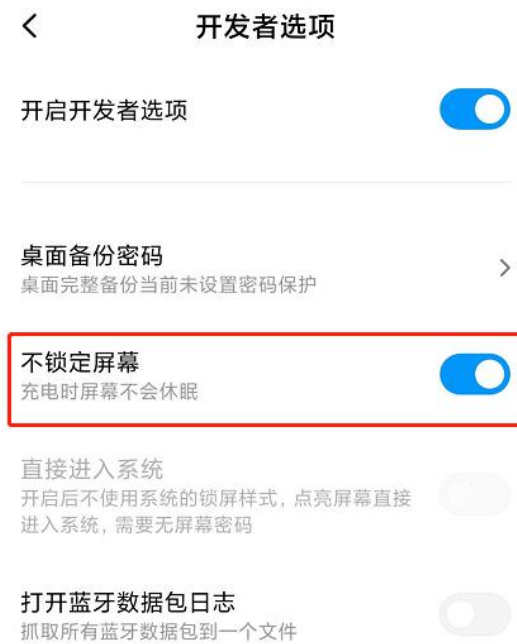 开发者选项
开启开发者选项
桌面备份密码
桌面完整备份当前未设置密码保护
不锁定屏幕
充电时屏幕不会休眠
直接进入系统
开启后不使用系统的锁屏样式，点亮屏幕直接
进入系统，需要无屏幕密码
打开蓝牙数据包日志
抓取所有蓝牙数据包到一个文件